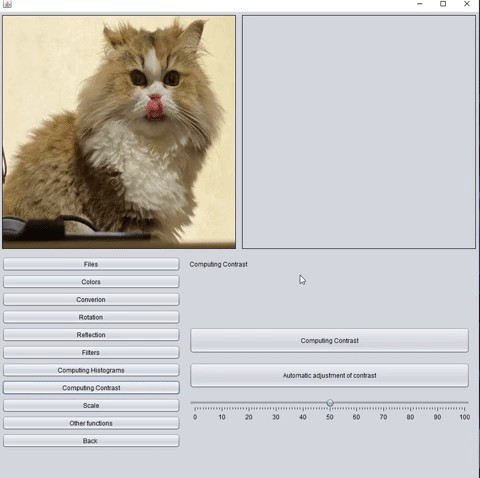 Files
Colors
Converion
Rotation
Reflection
Filters
Computing Histograms
Computing Contrast
Scale
Other functions
Back
Computing Contrast
Computing Contrast
Automatic adjustment of contrast
0 10 20 30 40 50 60 70 80 90 100